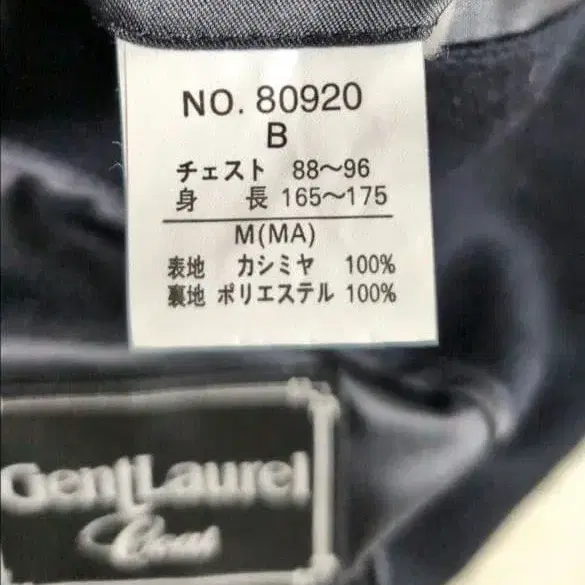 NO. 80920
B
チェスト 88～96
身 長 165～175
M(MA)
表地 カシミヤ 100%
裏地 ポリエステル 100%
GentLaurel
Coat